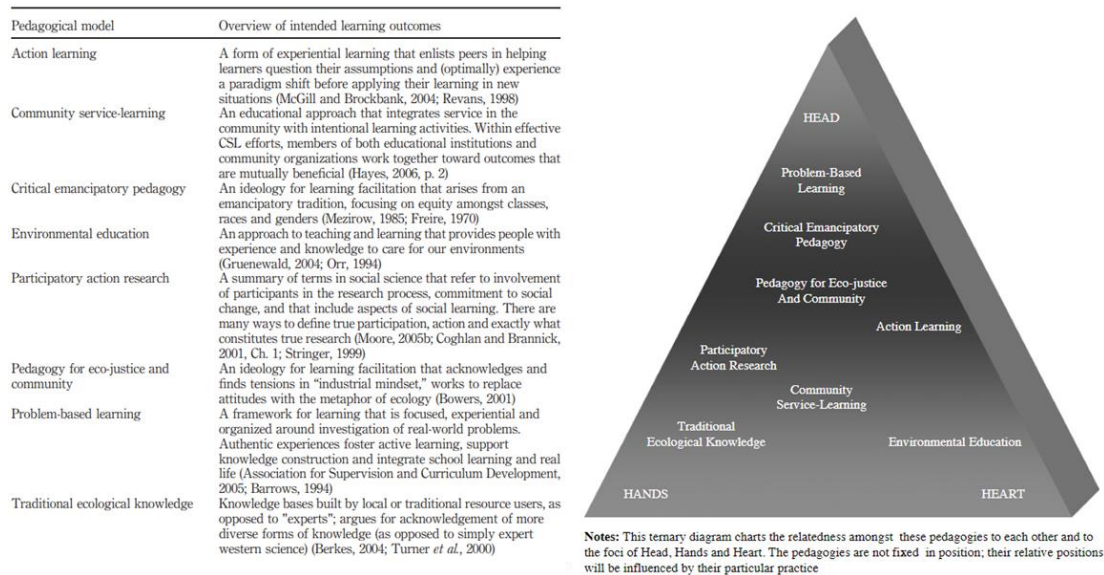 Pedagogical model Overview of intended learning outcomes
Action learning A form of experiential learning that enlists peers in helping
learners question their assumptions and (optimally) experience
a paradigm shift before applying their learning in new
situations (McGill and Brockbank, 2004; Revans, 1998)
Community service-learning An educational approach that integrates service in the
community with intentional learning activities. Within effective
CSL efforts, members of both educational institutions and
community organizations work together toward outcomes that
are mutually beneficial (Hayes, 2006, p. 2)
Critical emancipatory pedagogy An ideology for learning facilitation that arises from an
emancipatory tradition, focusing on equity amongst classes,
races and genders (Mezirow, 1985; Freire, 1970)
Environmental education An approach to teaching and learning that provides people with
experience and knowledge to care for our environments
(Gruenewald, 2004; Orr, 1994)
Participatory action research A summary of terms in social science that refer to involvement
of participants in the research process, commitment to social
change, and that include aspects of social learning. There are
many ways to define true participation, action and exactly what
constitutes true research (Moore, 2005b; Coghlan and Brannick,
2001, Ch. 1; Stringer, 1999)
Pedagogy for eco-justice and An ideology for learning facilitation that acknowledges and
community finds tensions in "industrial mindset," works to replace
attitudes with the metaphor of ecology (Bowers, 2001)
Problem-based learning A framework for learning that is focused, experiential and
organized around investigation of real-world problems.
Authentic experiences foster active learning, support
knowledge construction and integrate school learning and real
life (Association for Supervision and Curriculum Development,
2005; Barrows, 1994)
Traditional ecological knowledge Knowledge bases built by local or traditional resource users, as
opposed to "experts"; argues for acknowledgement of more
diverse forms of knowledge (as opposed to simply expert
western science) (Berkes, 2004; Turner et al., 2000)
HEAD
Problem-Based
Learning
Critical Emancipatory
Pedagogy
Pedagogy for Eco-justice
And Community
Action Learning
Participatory
Action Research
Community
Service-Learning
Traditional
Ecological Knowledge
Environmental Education
HANDS HEART
Notes: This ternary diagram charts the relatedness amongst these pedagogies to each other and to
the foci of Head, Hands and Heart. The pedagogies are not fixed in position; their relative positions
will be influenced by their particular practice